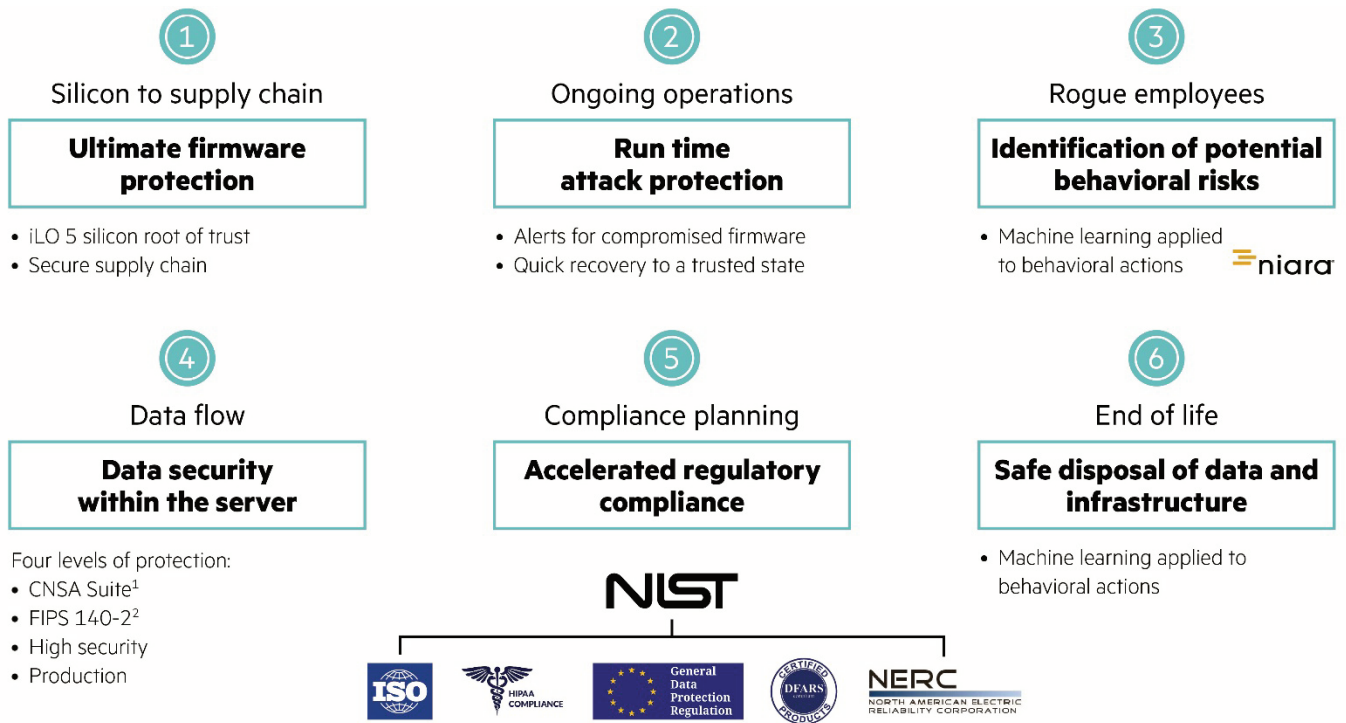 1
Silicon to supply chain
Ultimate firmware
protection
• iLO 5 silicon root of trust
• Secure supply chain
2
Ongoing operations
Run time
attack protection
• Alerts for compromised firmware
• Quick recovery to a trusted state
3
Rogue employees
Identification of potential
behavioral risks
• Machine learning applied
to behavioral actions
niara
4
Data flow
Data security
within the server
Four levels of protection:
• CNSA Suite¹
• FIPS 140-2²
• High security
• Production
5
Compliance planning
Accelerated regulatory
compliance
NIST
ISO
HIPAA
COMPLIANCE
General
Data
Protection
Regulation
CERTIFIED
DFARS
PRODUCTS
NERC
NORTH AMERICAN ELECTRIC
RELIABILITY CORPORATION
6
End of life
Safe disposal of data and
infrastructure
• Machine learning applied to
behavioral actions